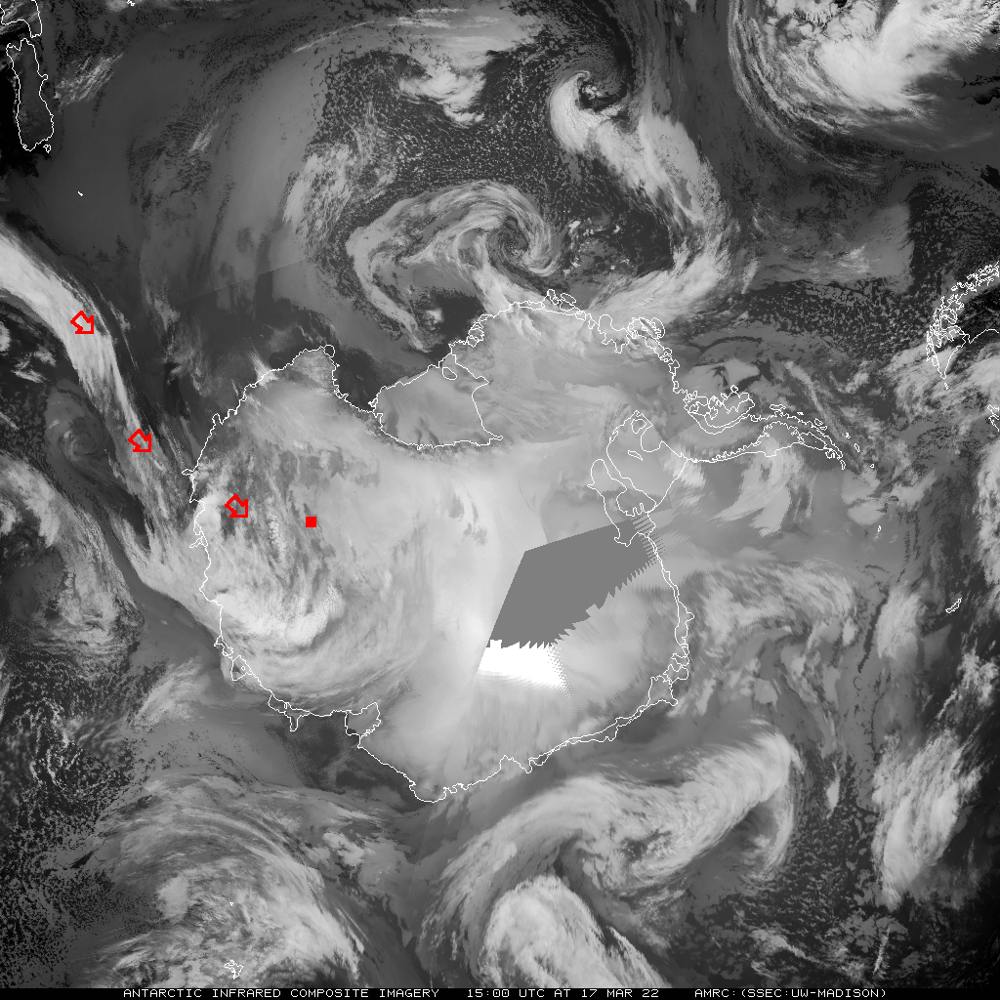 ANTARCTIC INFRARED COMPOSITE IMAGERY 15:00 UTC AT 17 MAR 22 AMRC:(SSEC:UW-MADISON)